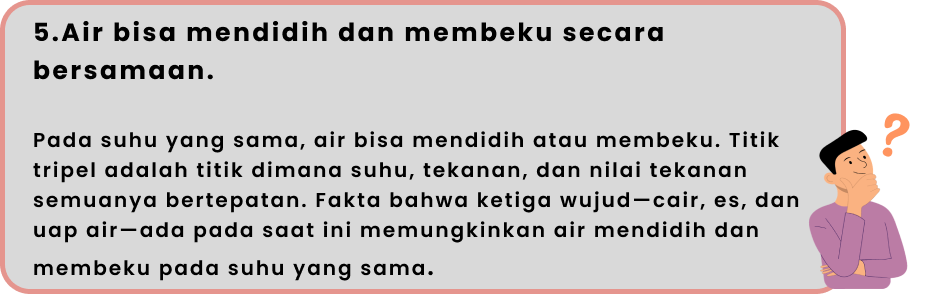 5.Air bisa mendidih dan membeku secara
bersamaan.
Pada suhu yang sama, air bisa mendidih atau membeku. Titik
tripel adalah titik dimana suhu, tekanan, dan nilai tekanan
semuanya bertepatan. Fakta bahwa ketiga wujud—cair, es, dan
uap air—ada pada saat ini memungkinkan air mendidih dan
membeku pada suhu yang sama.
?